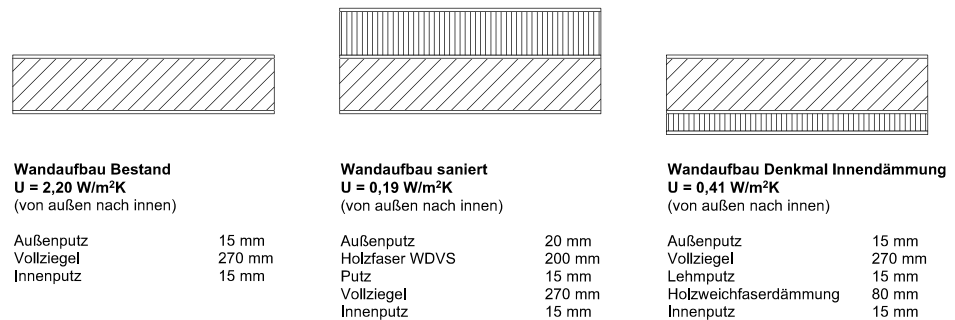 Wandaufbau Bestand
U = 2,20 W/m²K
(von außen nach innen)
Außenputz 15 mm
Vollziegel 270 mm
Innenputz 15 mm
Wandaufbau saniert
U = 0,19 W/m²K
(von außen nach innen)
Außenputz 20 mm
Holzfaser WDVS 200 mm
Putz 15 mm
Vollziegel 270 mm
Innenputz 15 mm
Wandaufbau Denkmal Innendämmung
U = 0,41 W/m²K
(von außen nach innen)
Außenputz 15 mm
Vollziegel 270 mm
Lehmputz 15 mm
Holzweichfaserdämmung 80 mm
Innenputz 15 mm